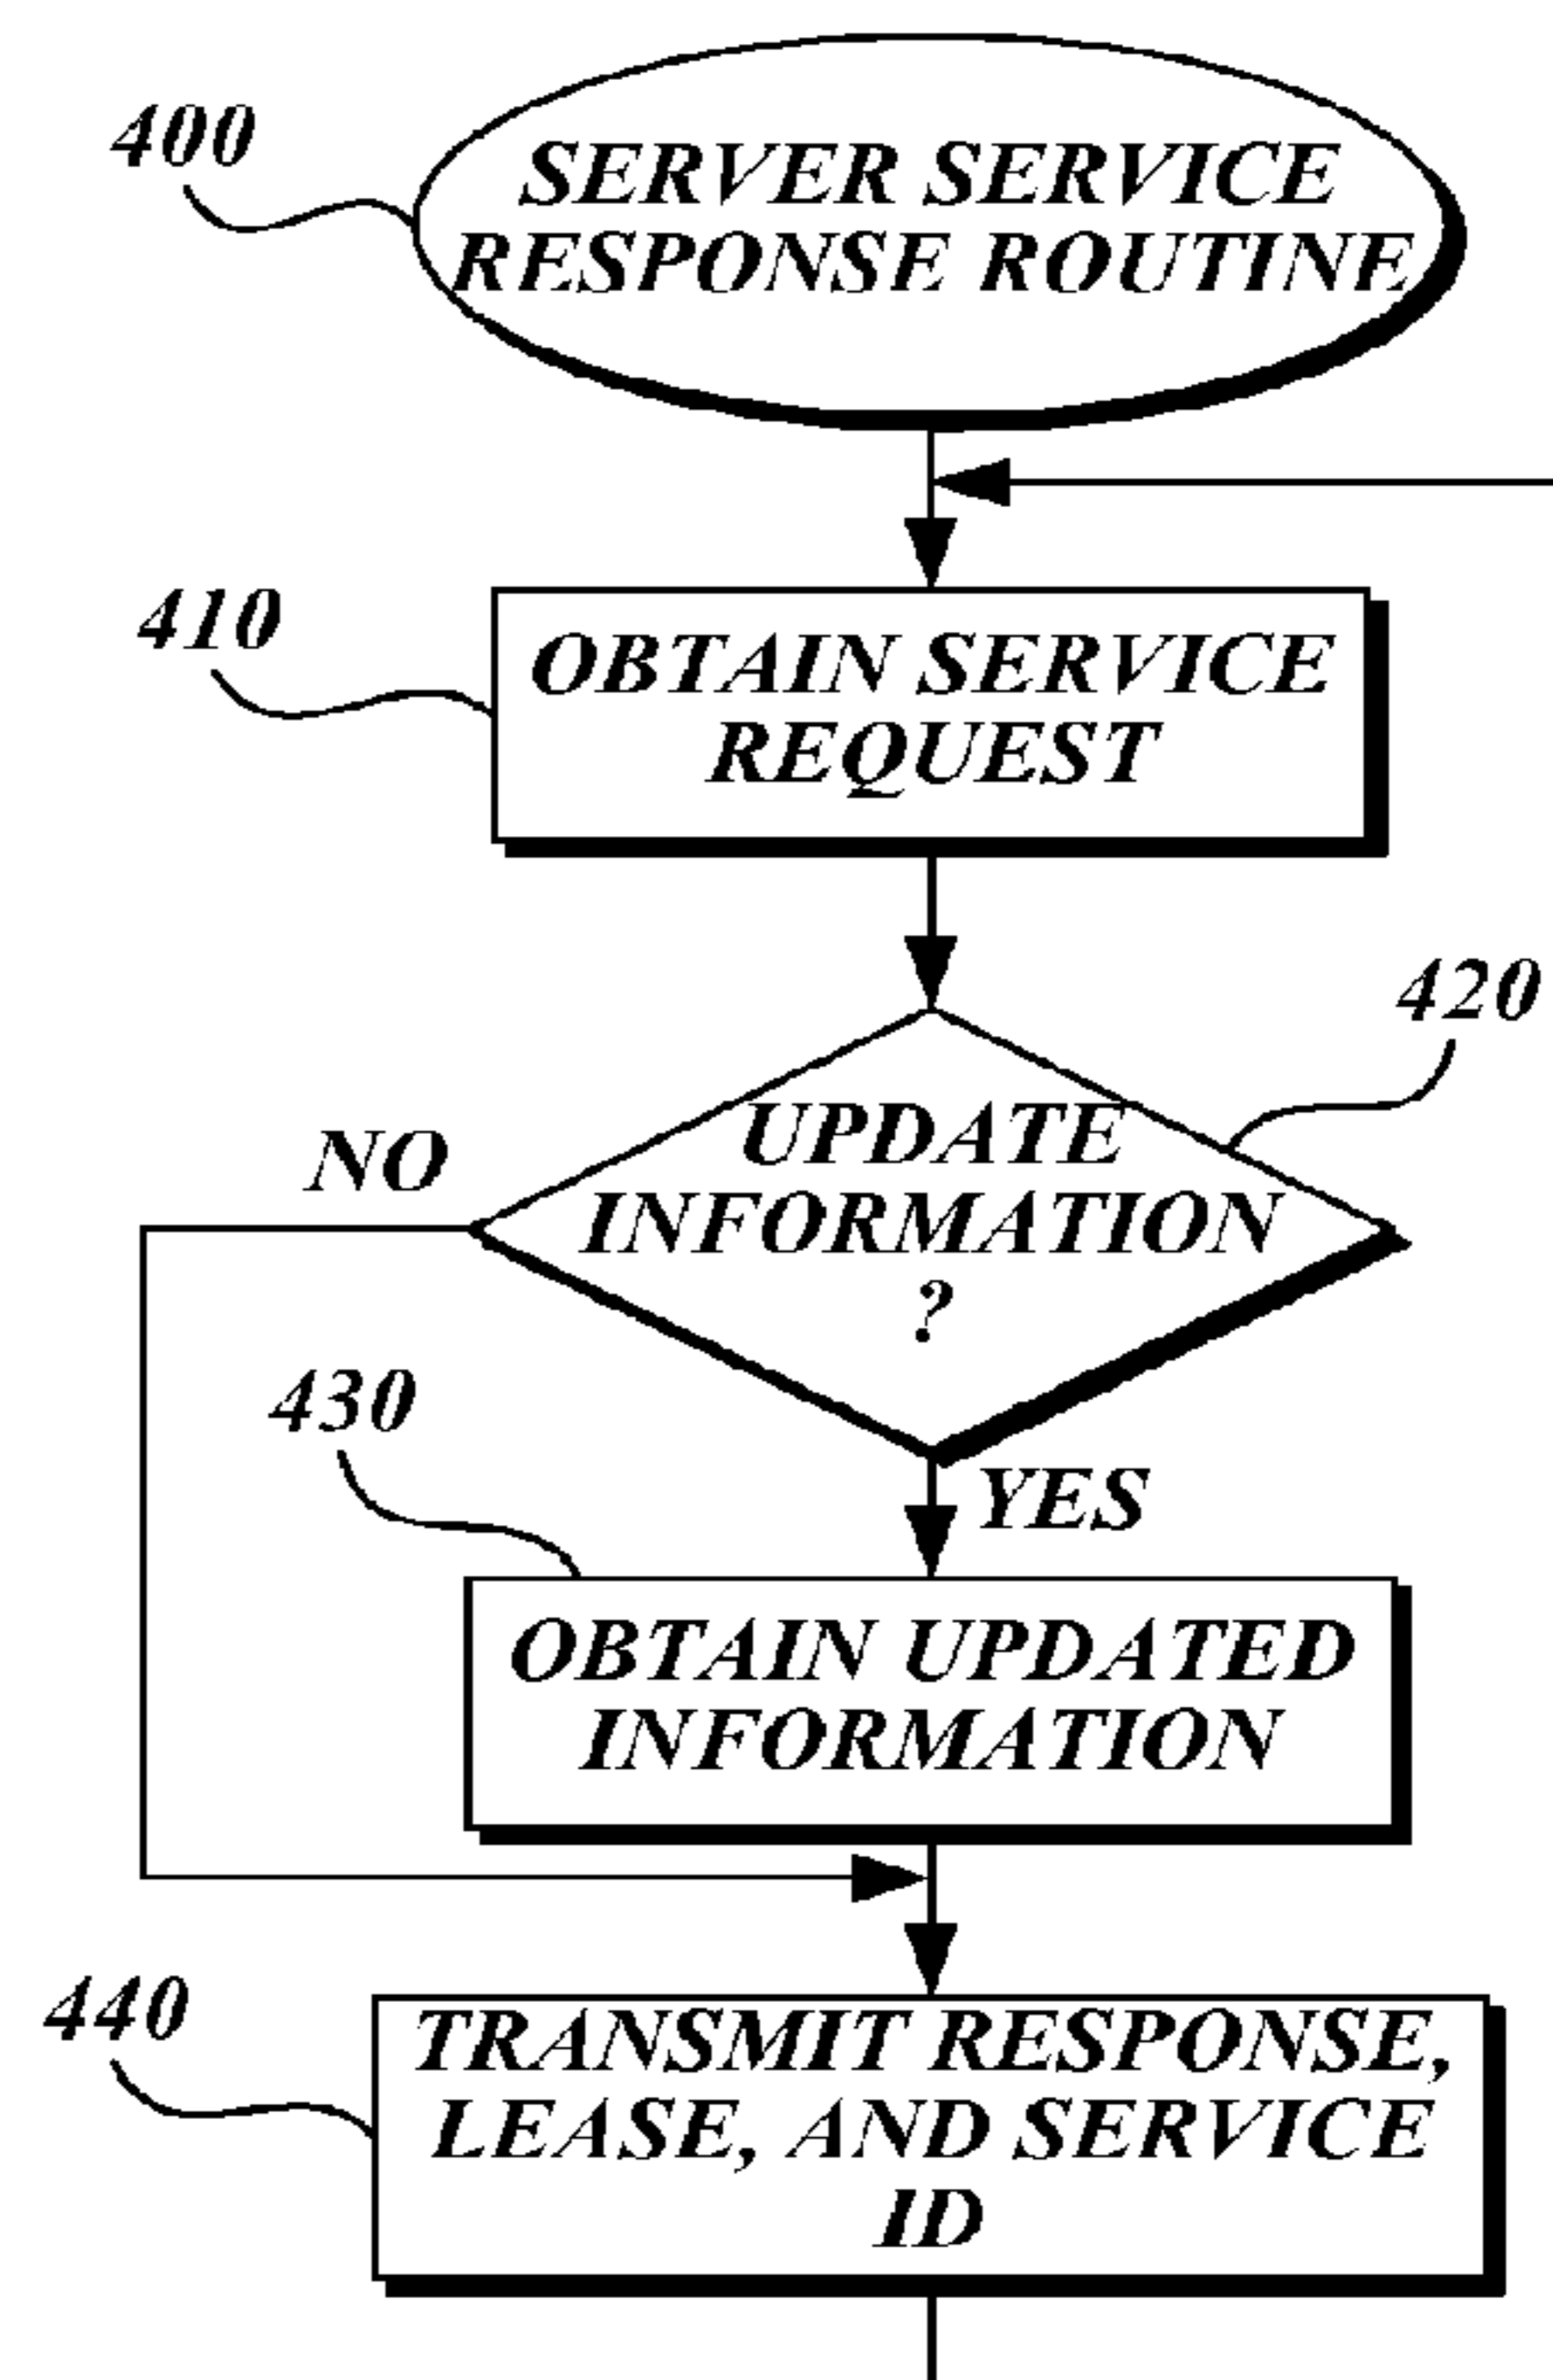 400
SERVER SERVICE
RESPONSE ROUTINE
410
OBTAIN SERVICE
REQUEST
420
UPDATE
INFORMATION
?
NO
YES
430
OBTAIN UPDATED
INFORMATION
440
TRANSMIT RESPONSE,
LEASE, AND SERVICE
ID